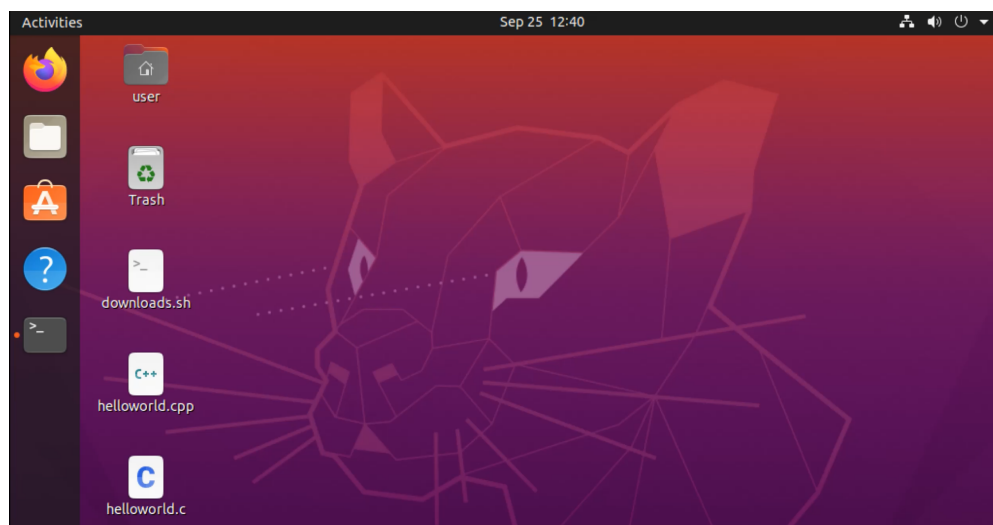 Activities
Sep 25 12:40
user
Trash
>_
downloads.sh
?
>_
C++
helloworld.cpp
C
helloworld.c